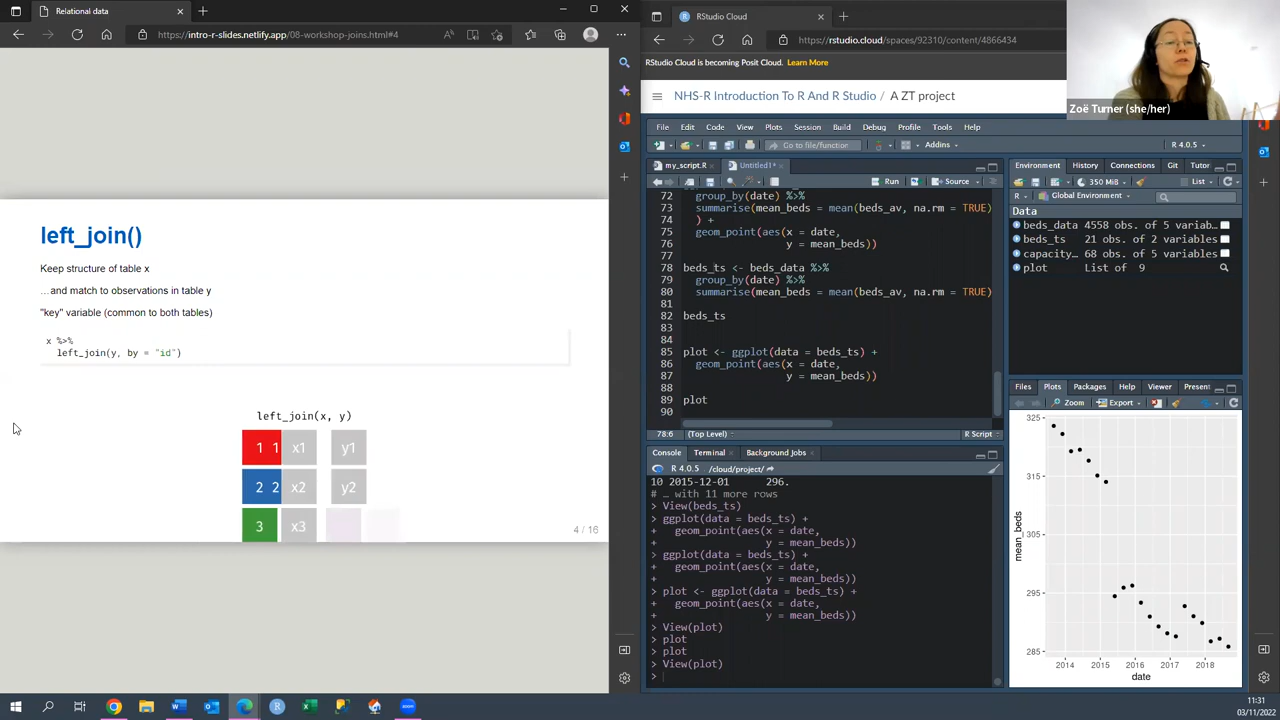 Relational data
https://intro-r-slides.netlify.app/08-workshop-joins.html#4
left_join()
Keep structure of table x
...and match to observations in table y
"key" variable (common to both tables)
x %>%
left_join(y, by = "id")
left_join(x, y)
1 1 x1 y1
2 2 x2 y2
3 x3
4 / 16
RStudio Cloud
https://rstudio.cloud/spaces/92310/content/4866434
RStudio Cloud is becoming Posit Cloud. Learn More
NHS-R Introduction To R And R Studio / A ZT project
Zoë Turner (she/her)
File Edit Code View Plots Session Build Debug Profile Tools Help
Go to file/function Addins R 4.0.5
my_script.R Untitled1*
Run Source
72 group_by(date) %>%
73 summarise(mean_beds = mean(beds_av, na.rm = TRUE)
74 ) +
75 geom_point(aes(x = date,
76 y = mean_beds))
77
78 beds_ts <- beds_data %>%
79 group_by(date) %>%
80 summarise(mean_beds = mean(beds_av, na.rm = TRUE)
81
82 beds_ts
83
84
85 plot <- ggplot(data = beds_ts) +
86 geom_point(aes(x = date,
87 y = mean_beds))
88
89 plot
90
78:6 (Top Level) R Script
Console Terminal Background Jobs
R 4.0.5 · /cloud/project/
10 2015-12-01 296.
# … with 11 more rows
> View(beds_ts)
> ggplot(data = beds_ts) +
+ geom_point(aes(x = date,
+ y = mean_beds))
> ggplot(data = beds_ts) +
+ geom_point(aes(x = date,
+ y = mean_beds))
> plot <- ggplot(data = beds_ts) +
+ geom_point(aes(x = date,
+ y = mean_beds))
> View(plot)
> plot
> plot
> View(plot)
>
Environment History Connections Git Tutor
350 MiB List
R Global Environment
Data
beds_data 4558 obs. of 5 variab…
beds_ts 21 obs. of 2 variables
capacity… 68 obs. of 5 variables
plot List of 9
Files Plots Packages Help Viewer Present
Zoom Export
325
315
305
295
285
mean_beds
2014 2015 2016 2017 2018
date
11:31
03/11/2022